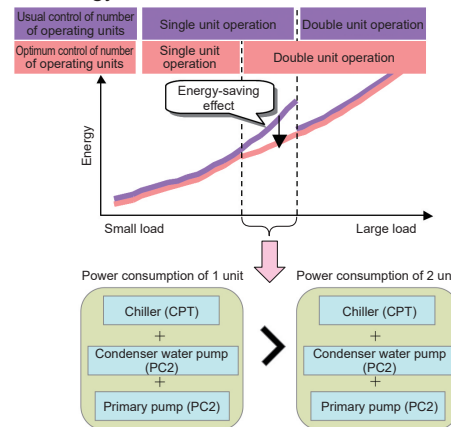 Usual control of number
of operating units
Single unit operation
Double unit operation
Optimum control of number
of operating units
Single unit
operation
Double unit operation
Energy-saving
effect
Energy
Small load
Large load
Power consumption of 1 unit
Power consumption of 2 un
Chiller (CPT)
+
Condenser water pump
(PC2)
+
Primary pump (PC2)
>
Chiller (CPT)
+
Condenser water pump
(PC2)
+
Primary pump (PC2)